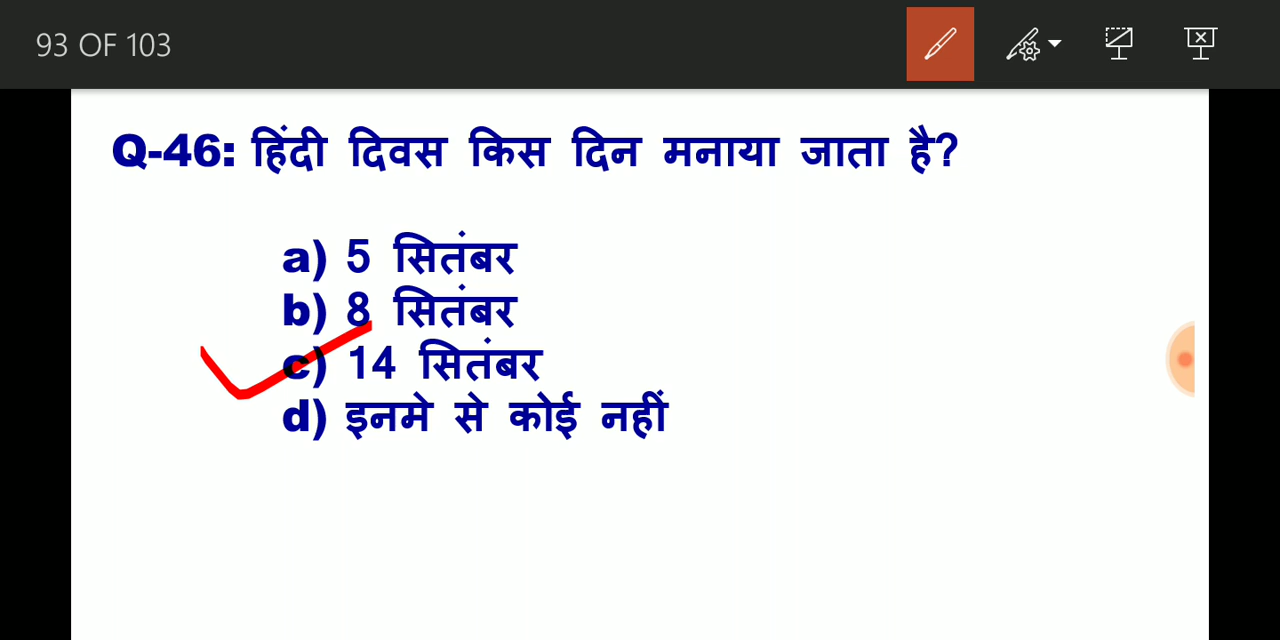 93 OF 103
Q-46: हिंदी दिवस किस दिन मनाया जाता है?
a) 5 सितंबर
b) 8 सितंबर
c) 14 सितंबर
d) इनमे से कोई नहीं